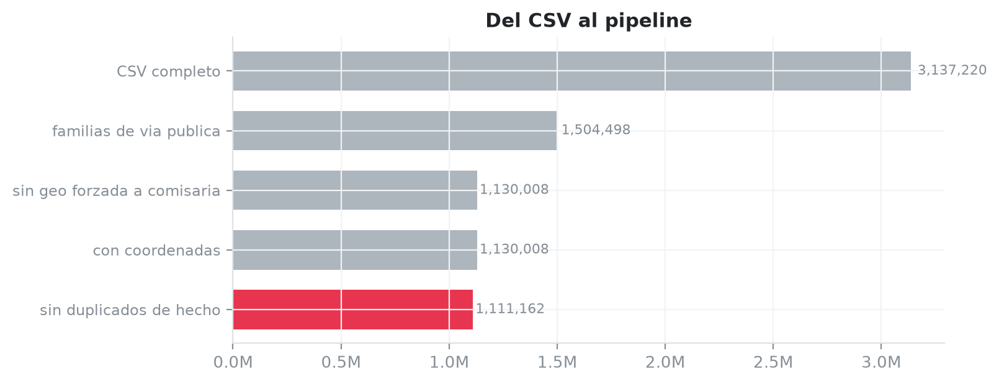 Del CSV al pipeline
CSV completo
3,137,220
familias de via publica
1,504,498
sin geo forzada a comisaria
1,130,008
con coordenadas
1,130,008
sin duplicados de hecho
1,111,162
0.0M 0.5M 1.0M 1.5M 2.0M 2.5M 3.0M